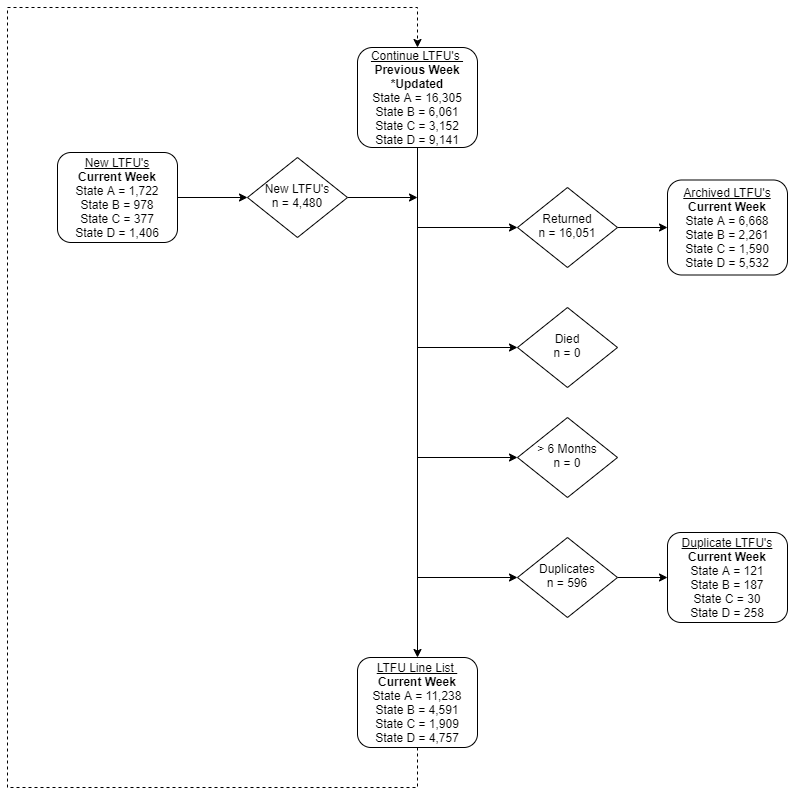 Continue LTFU's
Previous Week
*Updated
State A = 16,305
State B = 6,061
State C = 3,152
State D = 9,141
New LTFU's
Current Week
State A = 1,722
State B = 978
State C = 377
State D = 1,406
New LTFU's
n = 4,480
Returned
n = 16,051
Archived LTFU's
Current Week
State A = 6,668
State B = 2,261
State C = 1,590
State D = 5,532
Died
n = 0
> 6 Months
n = 0
Duplicates
n = 596
Duplicate LTFU's
Current Week
State A = 121
State B = 187
State C = 30
State D = 258
LTFU Line List
Current Week
State A = 11,238
State B = 4,591
State C = 1,909
State D = 4,757